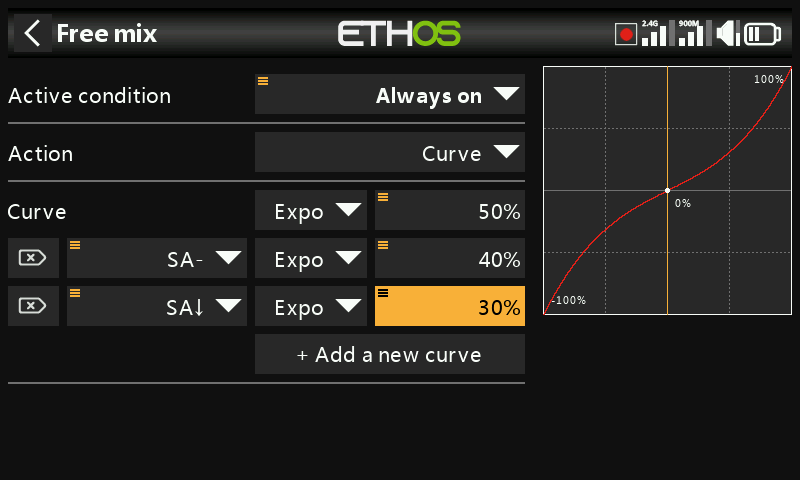 Free mix
ETHOS
2.4G
900M
Active condition
Always on
Action
Curve
Curve
Expo
50%
SA-
Expo
40%
SA↓
Expo
30%
+ Add a new curve
100%
0%
-100%